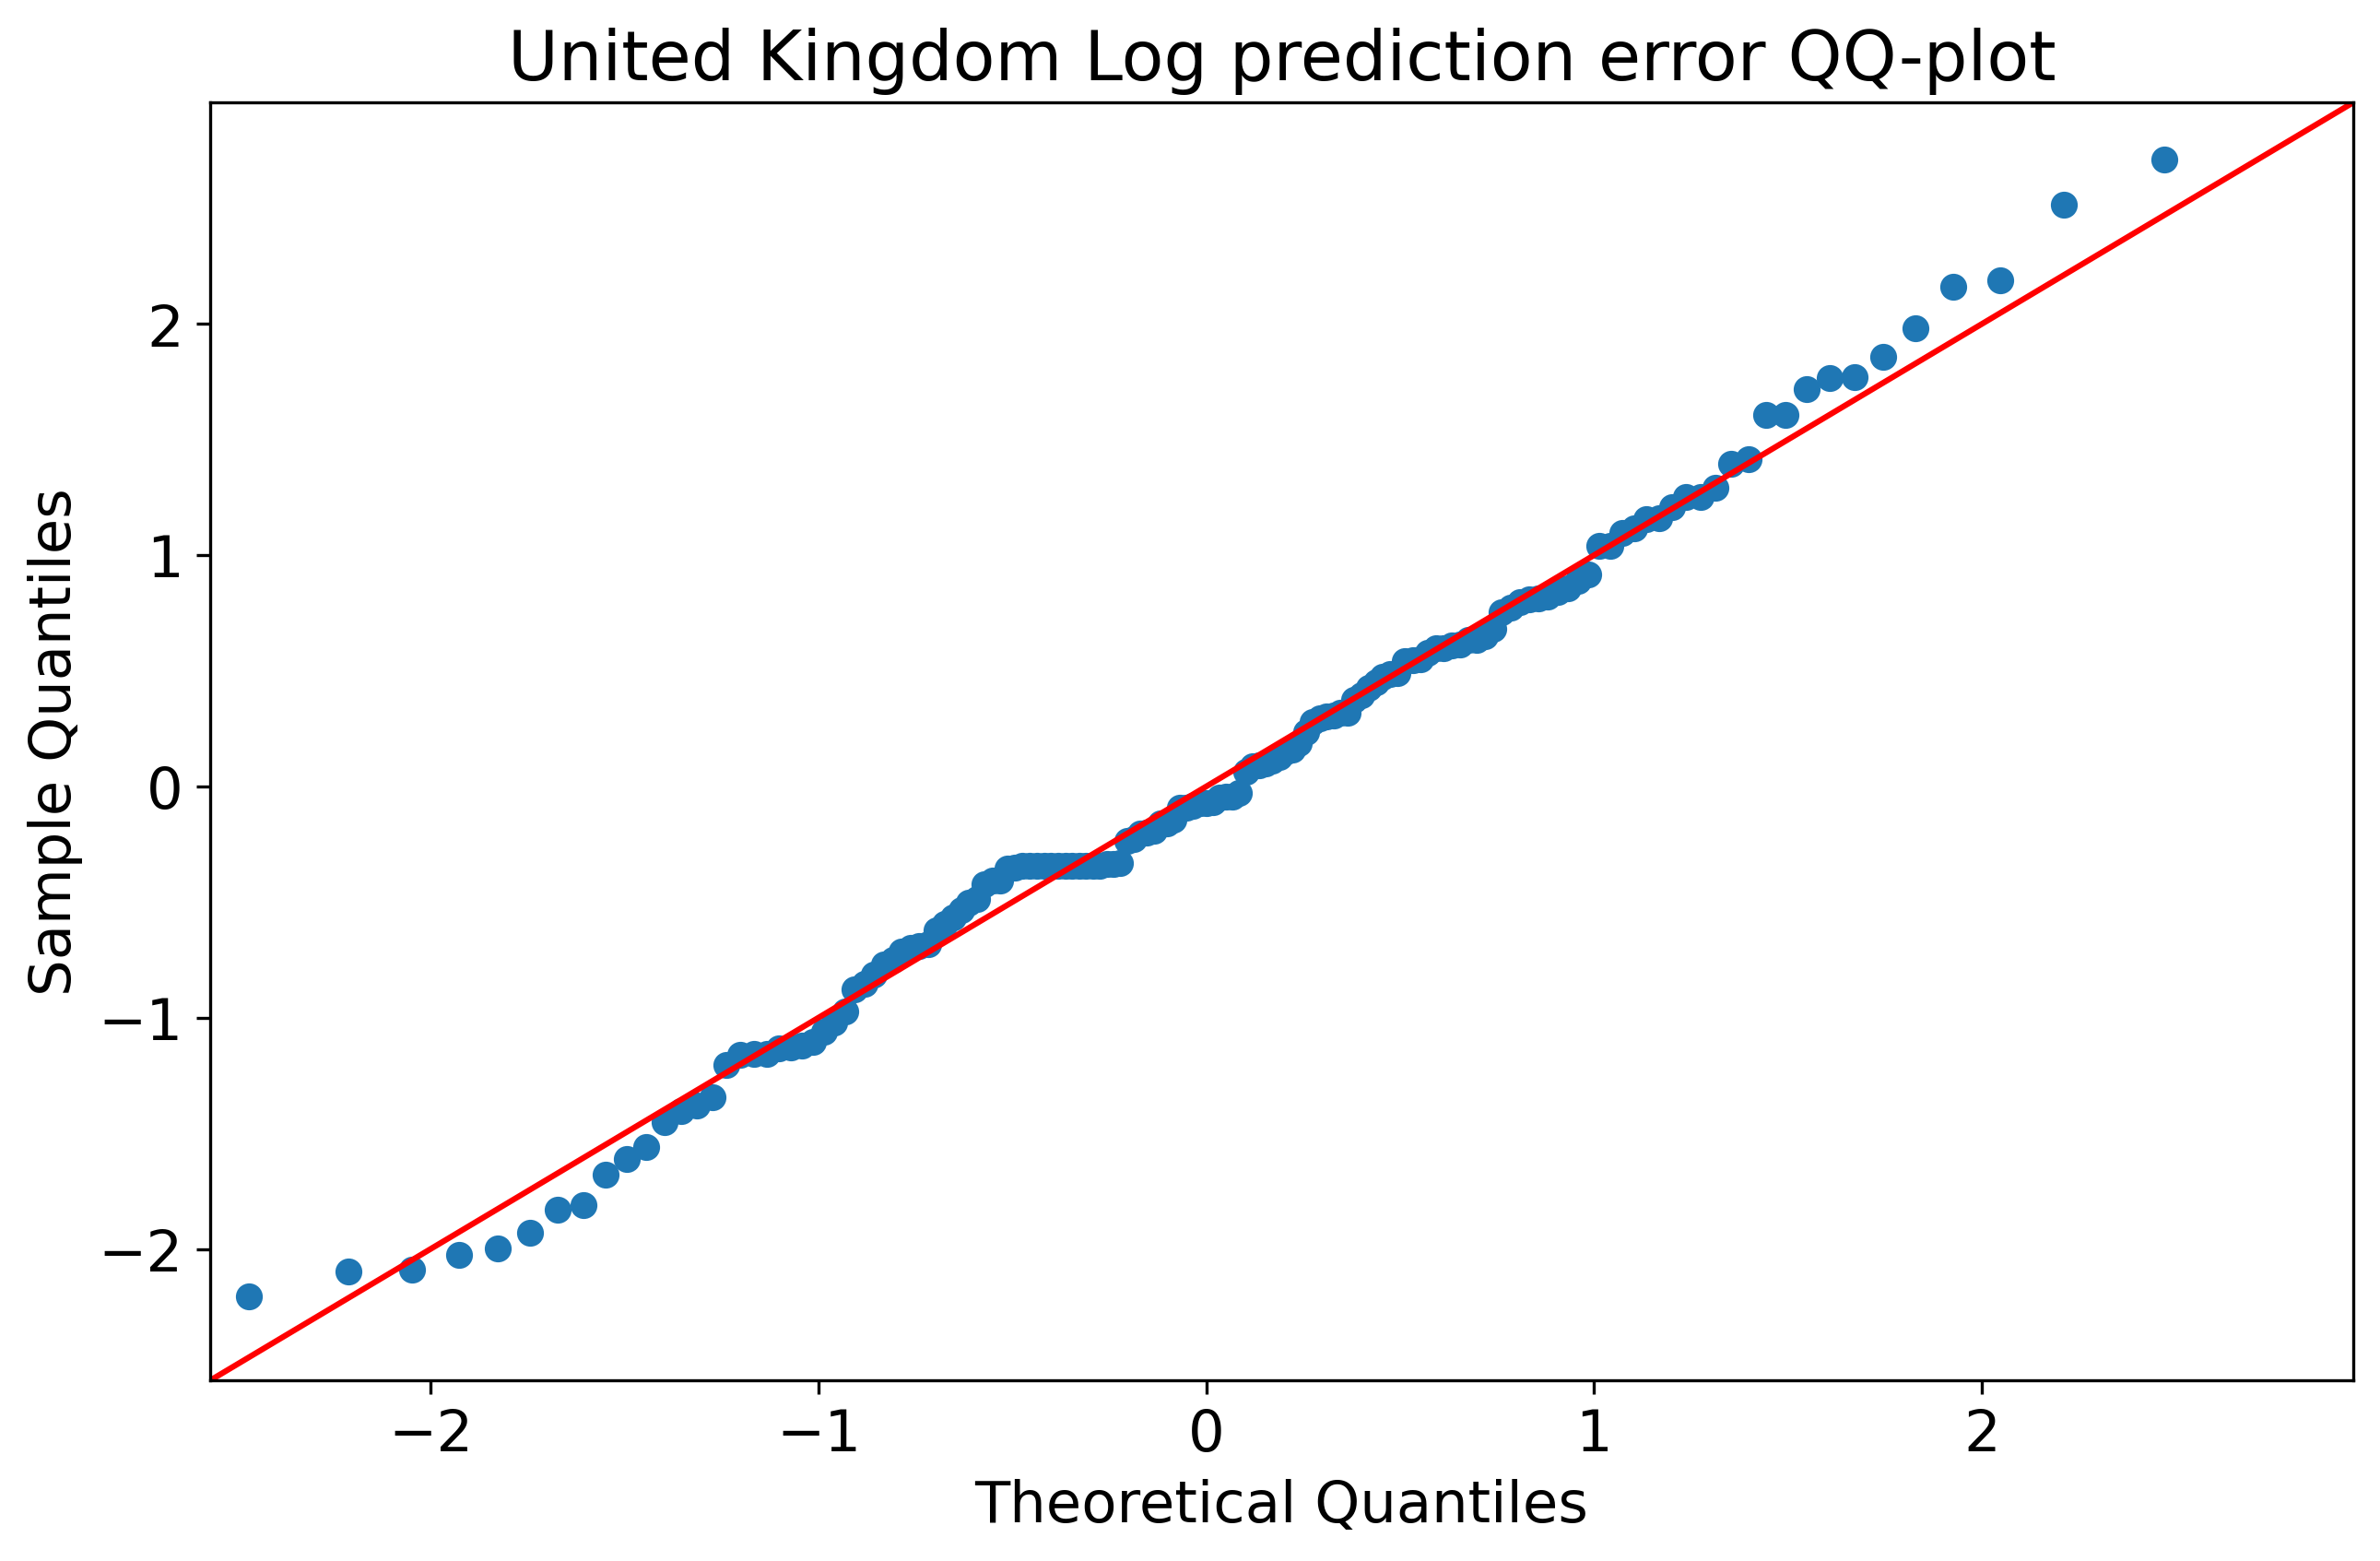 United Kingdom Log prediction error QQ-plot
Sample Quantiles
2
1
0
−1
−2
−2 −1 0 1 2
Theoretical Quantiles